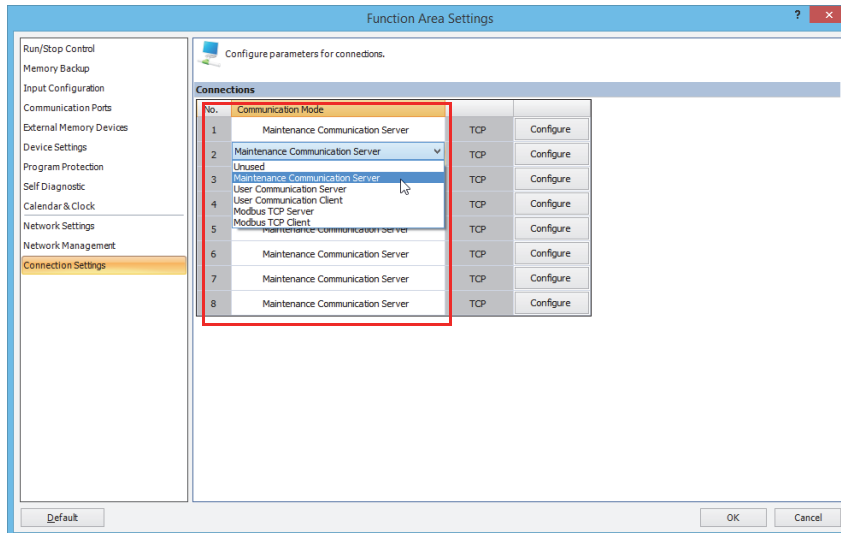 Function Area Settings
? ×
Run/Stop Control
Memory Backup
Input Configuration
Communication Ports
External Memory Devices
Device Settings
Program Protection
Self Diagnostic
Calendar & Clock
Network Settings
Network Management
Connection Settings
Configure parameters for connections.
Connections
No. Communication Mode
1 Maintenance Communication Server TCP Configure
2 Maintenance Communication Server TCP Configure
Unused
Maintenance Communication Server
User Communication Server
User Communication Client
Modbus TCP Server
Modbus TCP Client
3 TCP Configure
4 TCP Configure
5 Maintenance Communication Server TCP Configure
6 Maintenance Communication Server TCP Configure
7 Maintenance Communication Server TCP Configure
8 Maintenance Communication Server TCP Configure
Default
OK Cancel